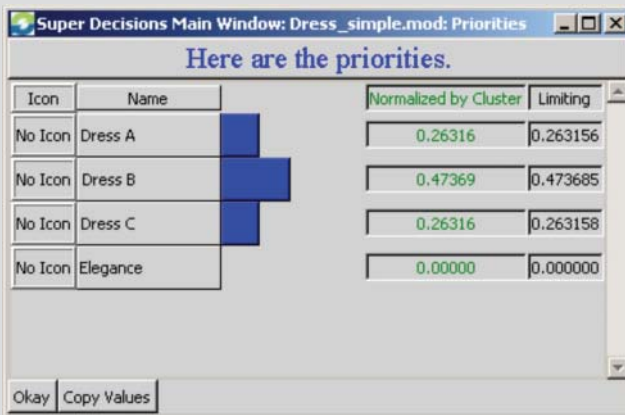 Super Decisions Main Window: Dress_simple.mod: Priorities
Here are the priorities.
Icon Name Normalized by Cluster Limiting
No Icon Dress A 0.26316 0.263156
No Icon Dress B 0.47369 0.473685
No Icon Dress C 0.26316 0.263158
No Icon Elegance 0.00000 0.000000
Okay Copy Values